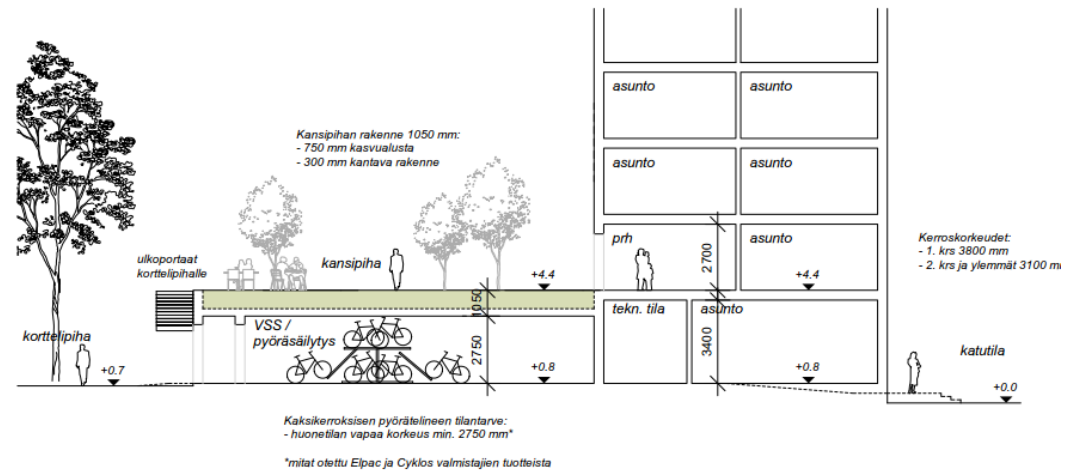 asunto
asunto
Kansipihan rakenne 1050 mm:
- 750 mm kasvualusta
- 300 mm kantava rakenne
asunto
asunto
ulkoportaat
korttelipihalle
kansipiha
+4.4
prh
2700
asunto
+4.4
Kerroskorkeudet:
- 1. krs 3800 mm
- 2. krs ja ylemmät 3100 m
1050
tekn. tila
asunto
korttelipiha
VSS /
pyöräsäilytys
2750
3400
katutila
+0.7
+0.8
+0.8
+0.0
Kaksikerroksisen pyörätelineen tilantarve:
- huonetilan vapaa korkeus min. 2750 mm*
*mitat otettu Elpac ja Cyklos valmistajien tuotteista